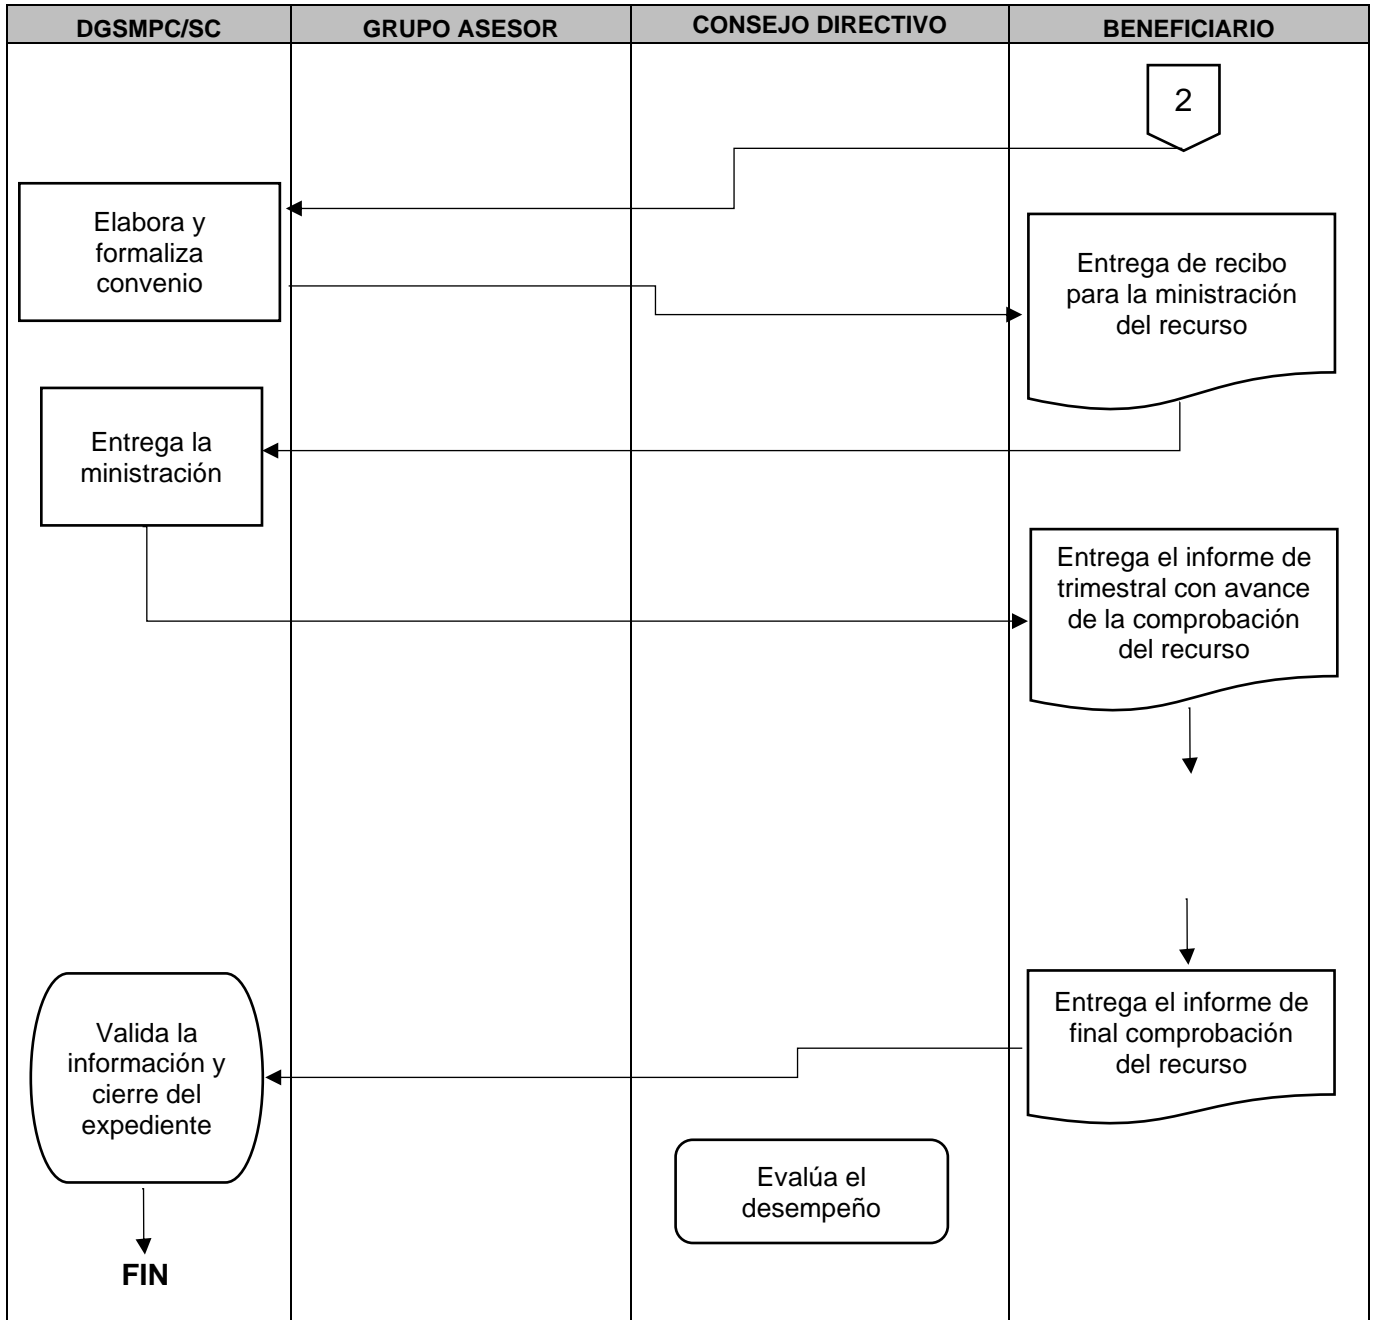 DGSMPC/SC
GRUPO ASESOR
CONSEJO DIRECTIVO
BENEFICIARIO
2
Elabora y
formaliza
convenio
Entrega de recibo
para la ministración
del recurso
Entrega la
ministración
Entrega el informe de
trimestral con avance
de la comprobación
del recurso
Entrega el informe de
final comprobación
del recurso
Valida la
información y
cierre del
expediente
Evalúa el
desempeño
FIN